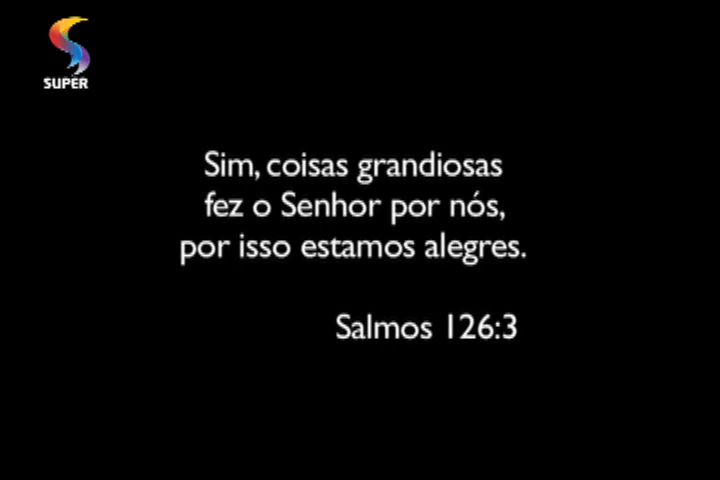 SUPER
Sim, coisas grandiosas
fez o Senhor por nós,
por isso estamos alegres.
Salmos 126:3